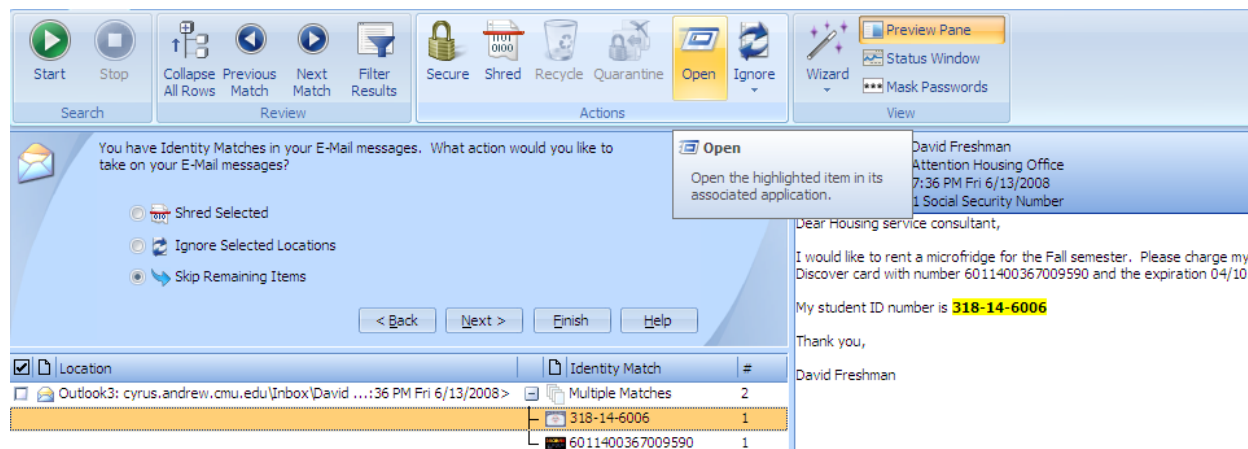 Start
Stop
Collapse All Rows
Previous Match
Next Match
Filter Results
Secure
Shred
Recycle
Quarantine
Open
Ignore
Wizard
Preview Pane
Status Window
Mask Passwords
Search
Review
Actions
View
You have Identity Matches in your E-Mail messages. What action would you like to
take on your E-Mail messages?
Shred Selected
Ignore Selected Locations
Skip Remaining Items
< Back
Next >
Finish
Help
Open
Open the highlighted item in its
associated application.
David Freshman
Attention Housing Office
7:36 PM Fri 6/13/2008
1 Social Security Number
Dear Housing service consultant,
I would like to rent a microfridge for the Fall semester. Please charge my
Discover card with number 6011400367009590 and the expiration 04/10
My student ID number is 318-14-6006
Thank you,
David Freshman
Location Identity Match #
Outlook3: cyrus.andrew.cmu.edu\Inbox\David ...:36 PM Fri 6/13/2008> Multiple Matches 2
318-14-6006 1
6011400367009590 1